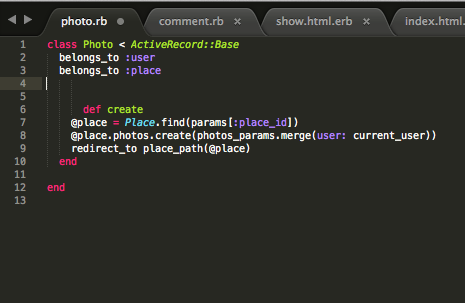 photo.rb comment.rb show.html.erb index.html
1 class Photo < ActiveRecord::Base
2 belongs_to :user
3 belongs_to :place
4
5
6 def create
7 @place = Place.find(params[:place_id])
8 @place.photos.create(photos_params.merge(user: current_user))
9 redirect_to place_path(@place)
10 end
11
12 end
13